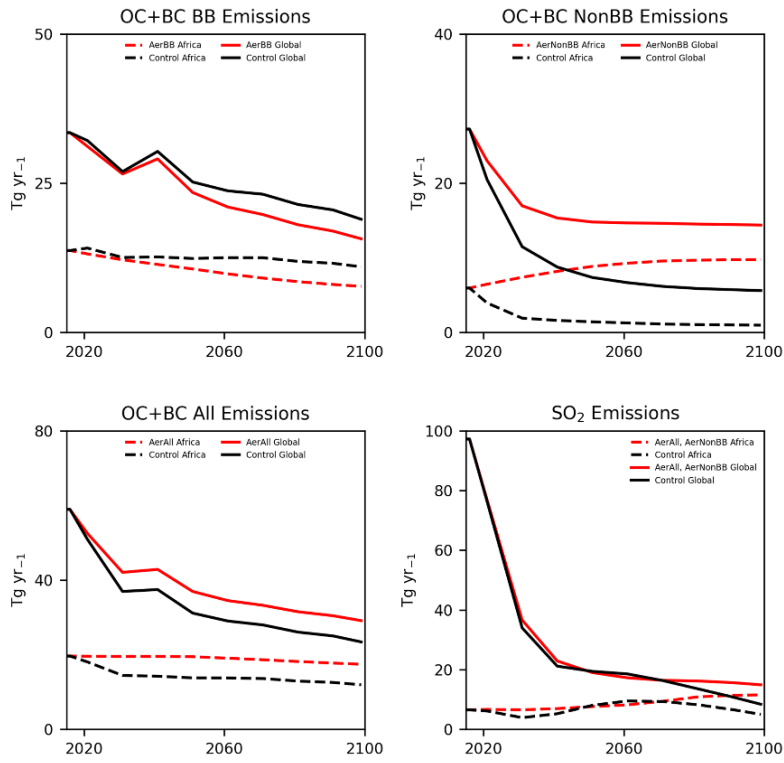 OC+BC BB Emissions
50
25
0
Tg yr₋₁
AerBB Africa
Control Africa
AerBB Global
Control Global
2020 2060 2100
OC+BC NonBB Emissions
40
20
0
Tg yr₋₁
AerNonBB Africa
Control Africa
AerNonBB Global
Control Global
2020 2060 2100
OC+BC All Emissions
80
40
0
Tg yr₋₁
AerAll Africa
Control Africa
AerAll Global
Control Global
2020 2060 2100
SO₂ Emissions
100
80
60
40
20
0
Tg yr₋₁
AerAll, AerNonBB Africa
Control Africa
AerAll, AerNonBB Global
Control Global
2020 2060 2100